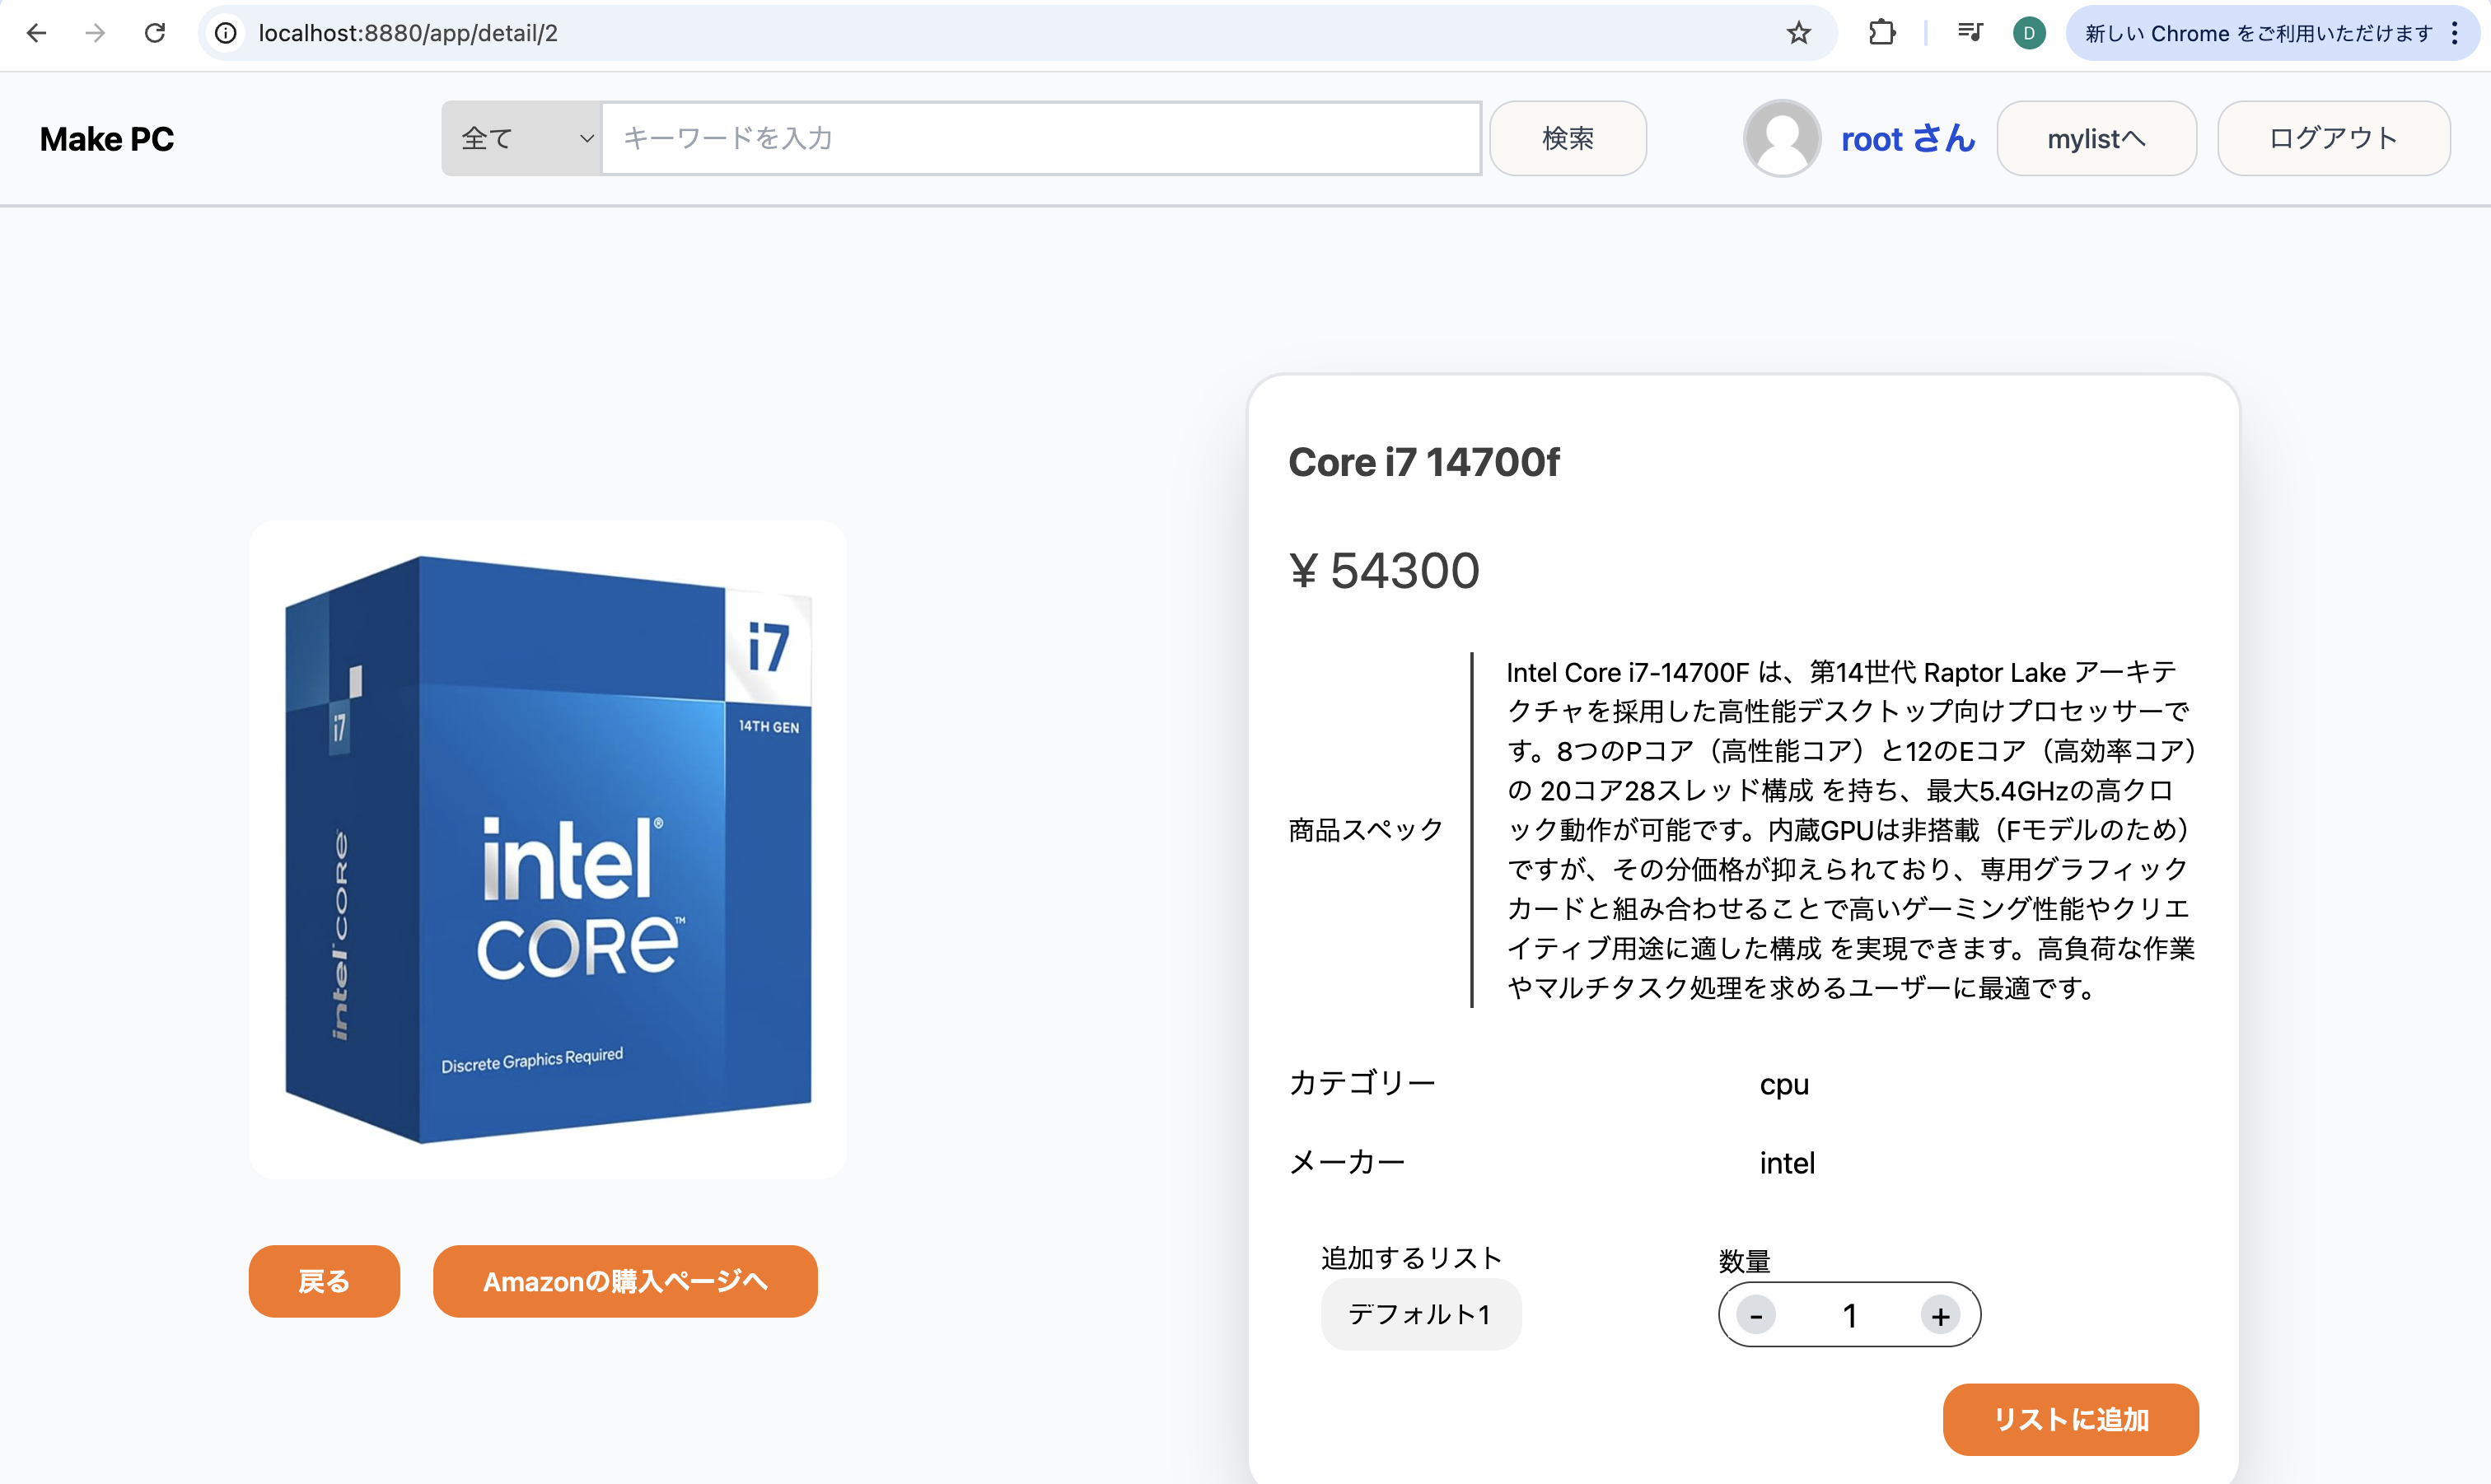 localhost:8880/app/detail/2
D
新しい Chrome をご利用いただけます
Make PC
全て
キーワードを入力
検索
root さん
mylistへ
ログアウト
i7
14TH GEN
i7
intel® CORE™
intel®
CORE™
Discrete Graphics Required
戻る
Amazonの購入ページへ
Core i7 14700f
¥ 54300
商品スペック
Intel Core i7-14700F は、第14世代 Raptor Lake アーキテ
クチャを採用した高性能デスクトップ向けプロセッサーで
す。8つのPコア（高性能コア）と12のEコア（高効率コア）
の 20コア28スレッド構成 を持ち、最大5.4GHzの高クロ
ック動作が可能です。内蔵GPUは非搭載（Fモデルのため）
ですが、その分価格が抑えられており、専用グラフィック
カードと組み合わせることで高いゲーミング性能やクリエ
イティブ用途に適した構成 を実現できます。高負荷な作業
やマルチタスク処理を求めるユーザーに最適です。
カテゴリー
cpu
メーカー
intel
追加するリスト
デフォルト1
数量
- 1 +
リストに追加